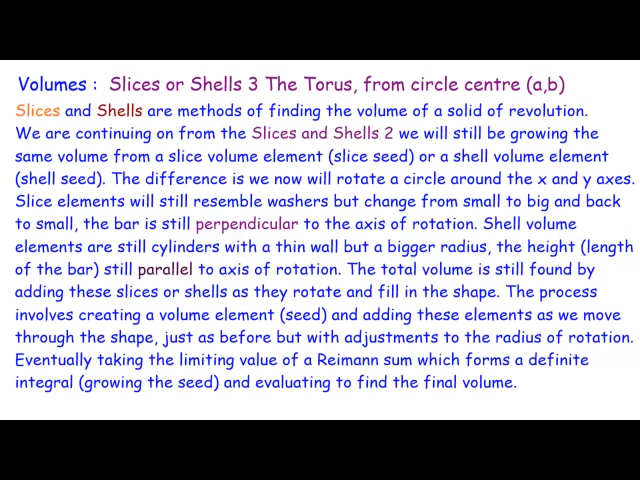 Volumes : Slices or Shells 3 The Torus, from circle centre (a,b)
Slices and Shells are methods of finding the volume of a solid of revolution.
We are continuing on from the Slices and Shells 2 we will still be growing the
same volume from a slice volume element (slice seed) or a shell volume element
(shell seed). The difference is we now will rotate a circle around the x and y axes.
Slice elements will still resemble washers but change from small to big and back
to small, the bar is still perpendicular to the axis of rotation. Shell volume
elements are still cylinders with a thin wall but a bigger radius, the height (length
of the bar) still parallel to axis of rotation. The total volume is still found by
adding these slices or shells as they rotate and fill in the shape. The process
involves creating a volume element (seed) and adding these elements as we move
through the shape, just as before but with adjustments to the radius of rotation.
Eventually taking the limiting value of a Reimann sum which forms a definite
integral (growing the seed) and evaluating to find the final volume.